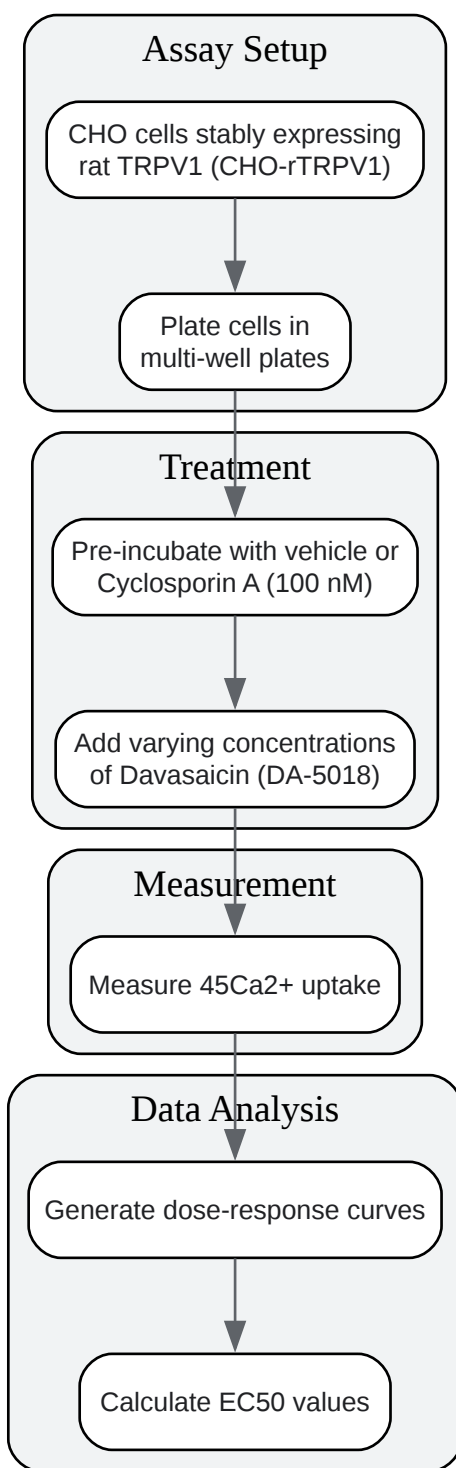 Assay Setup
CHO cells stably expressing
rat TRPV1 (CHO-rTRPV1)
Plate cells in
multi-well plates
Treatment
Pre-incubate with vehicle or
Cyclosporin A (100 nM)
Add varying concentrations
of Davasaicin (DA-5018)
Measurement
Measure 45Ca2+ uptake
Data Analysis
Generate dose-response curves
Calculate EC50 values